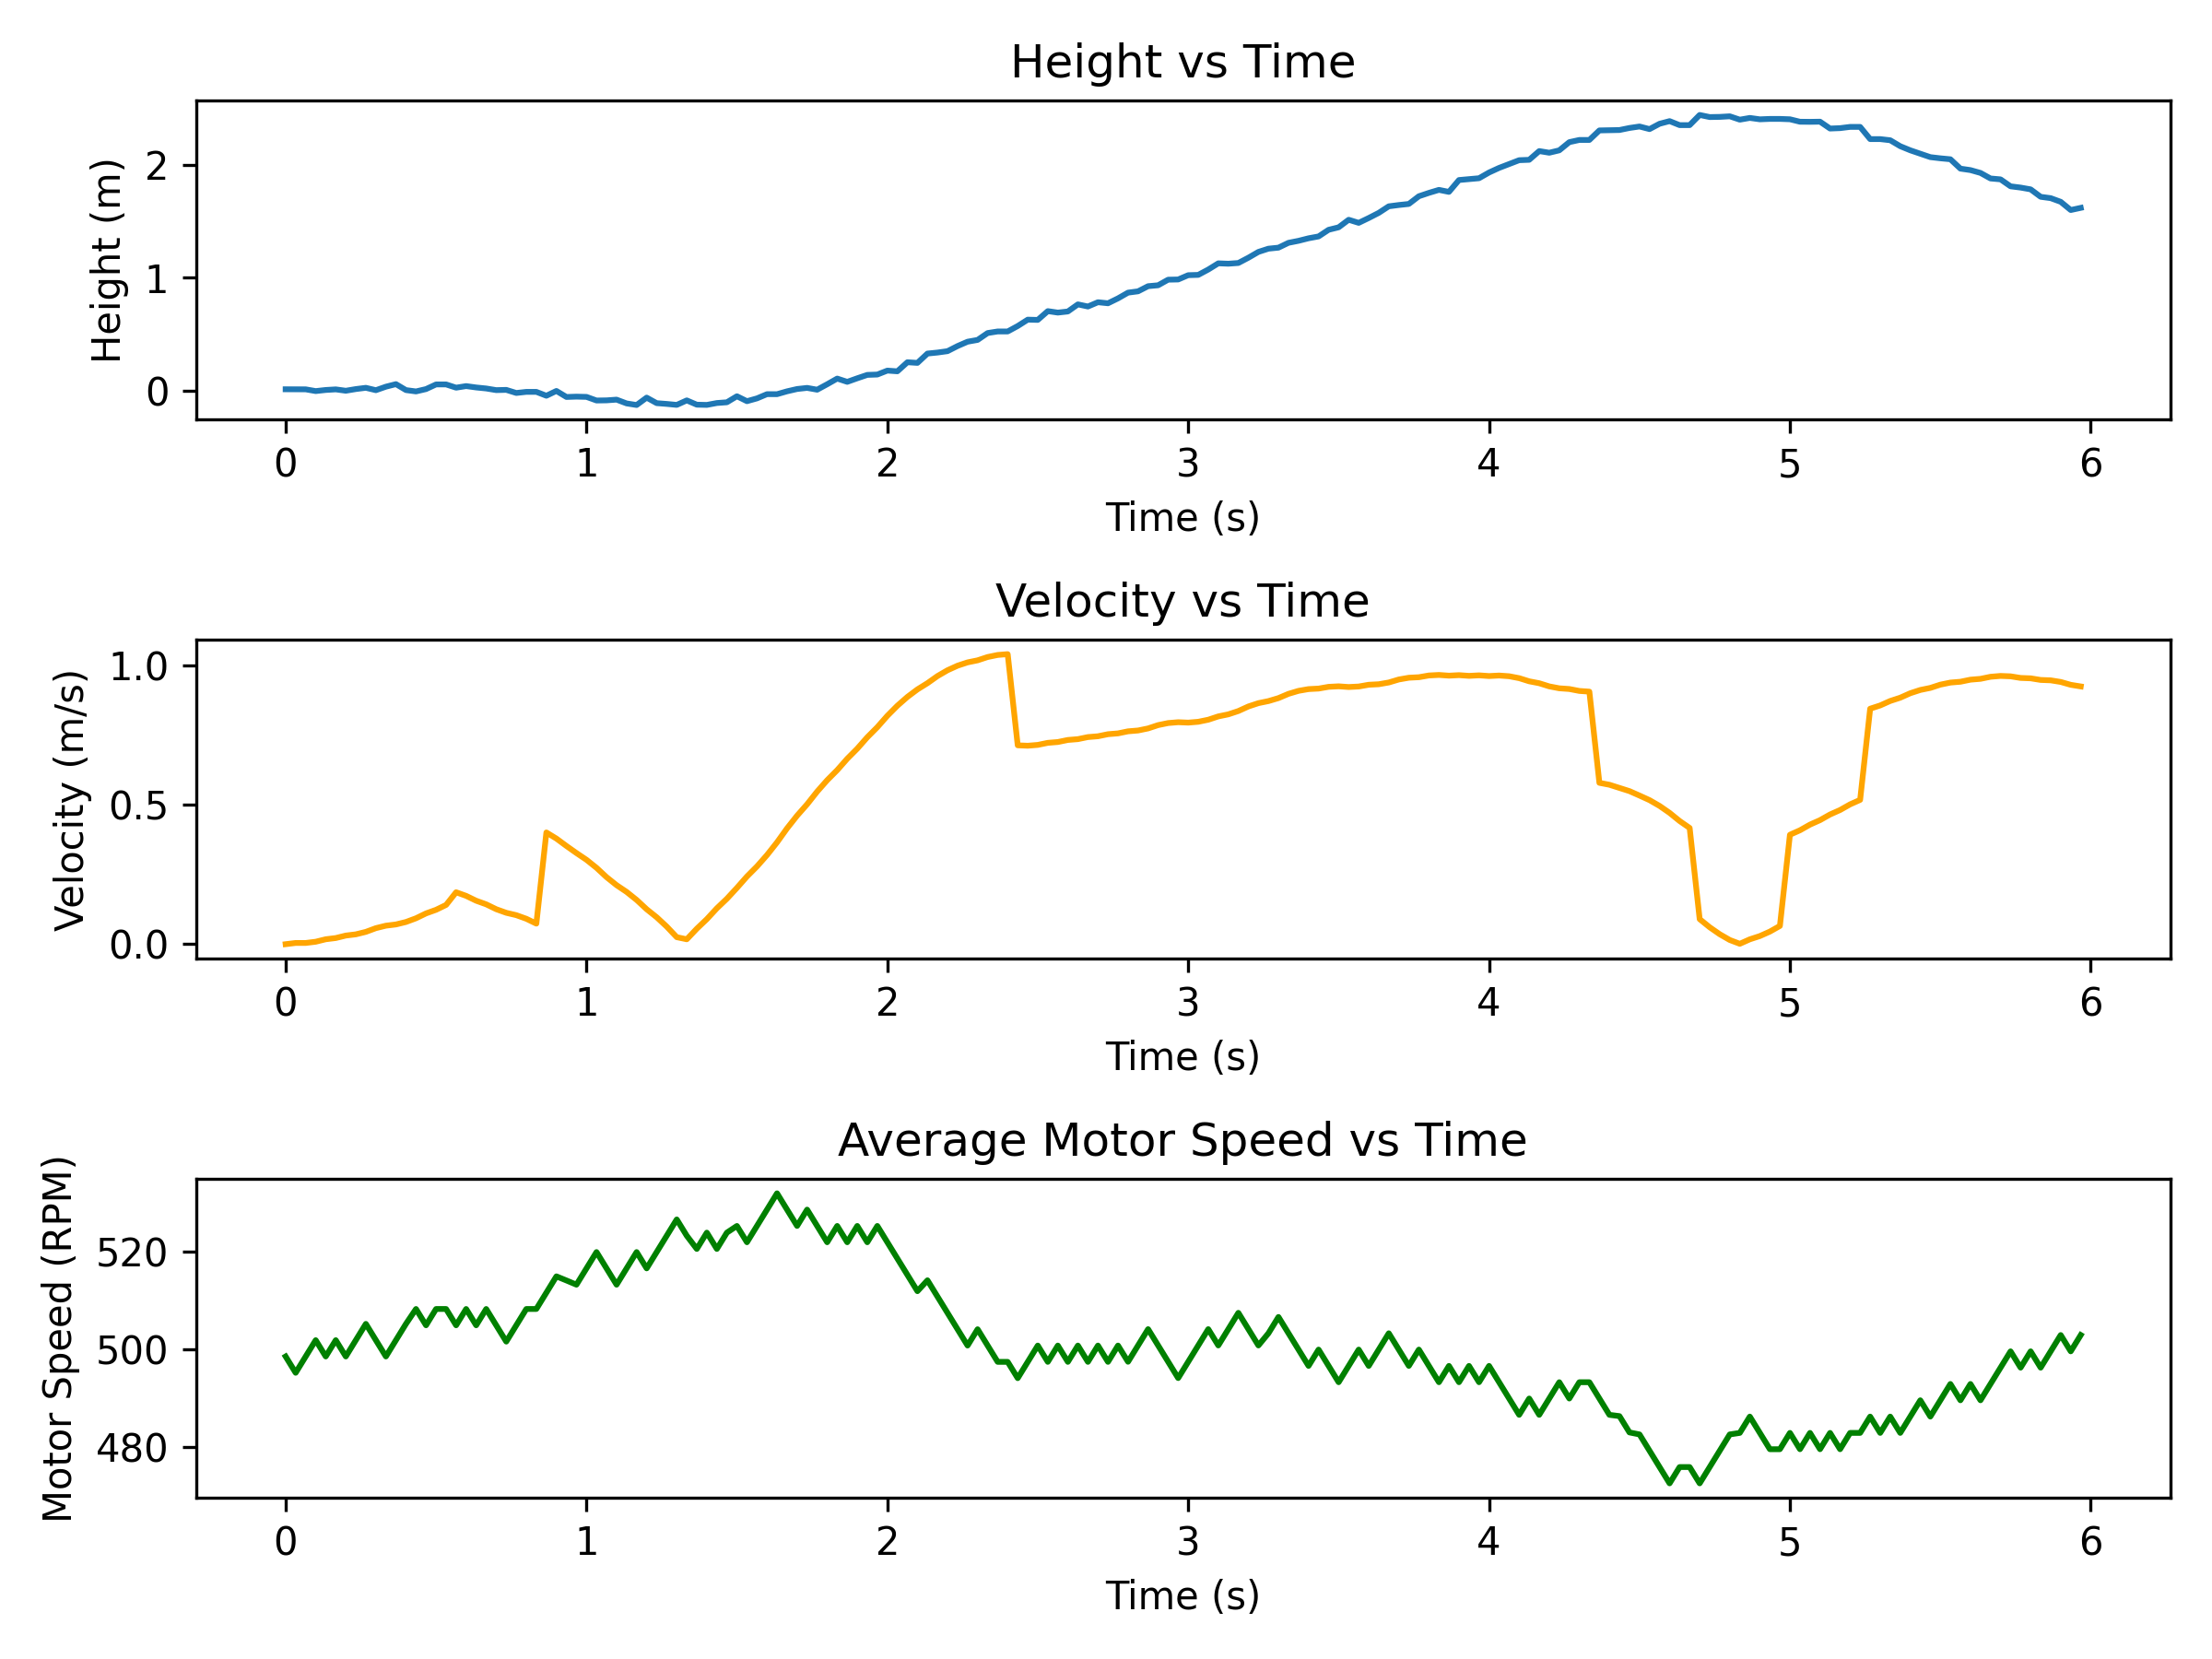 Height vs Time
Height (m)
2
1
0
0 1 2 3 4 5 6
Time (s)
Velocity vs Time
Velocity (m/s)
1.0
0.5
0.0
0 1 2 3 4 5 6
Time (s)
Average Motor Speed vs Time
Motor Speed (RPM)
520
500
480
0 1 2 3 4 5 6
Time (s)